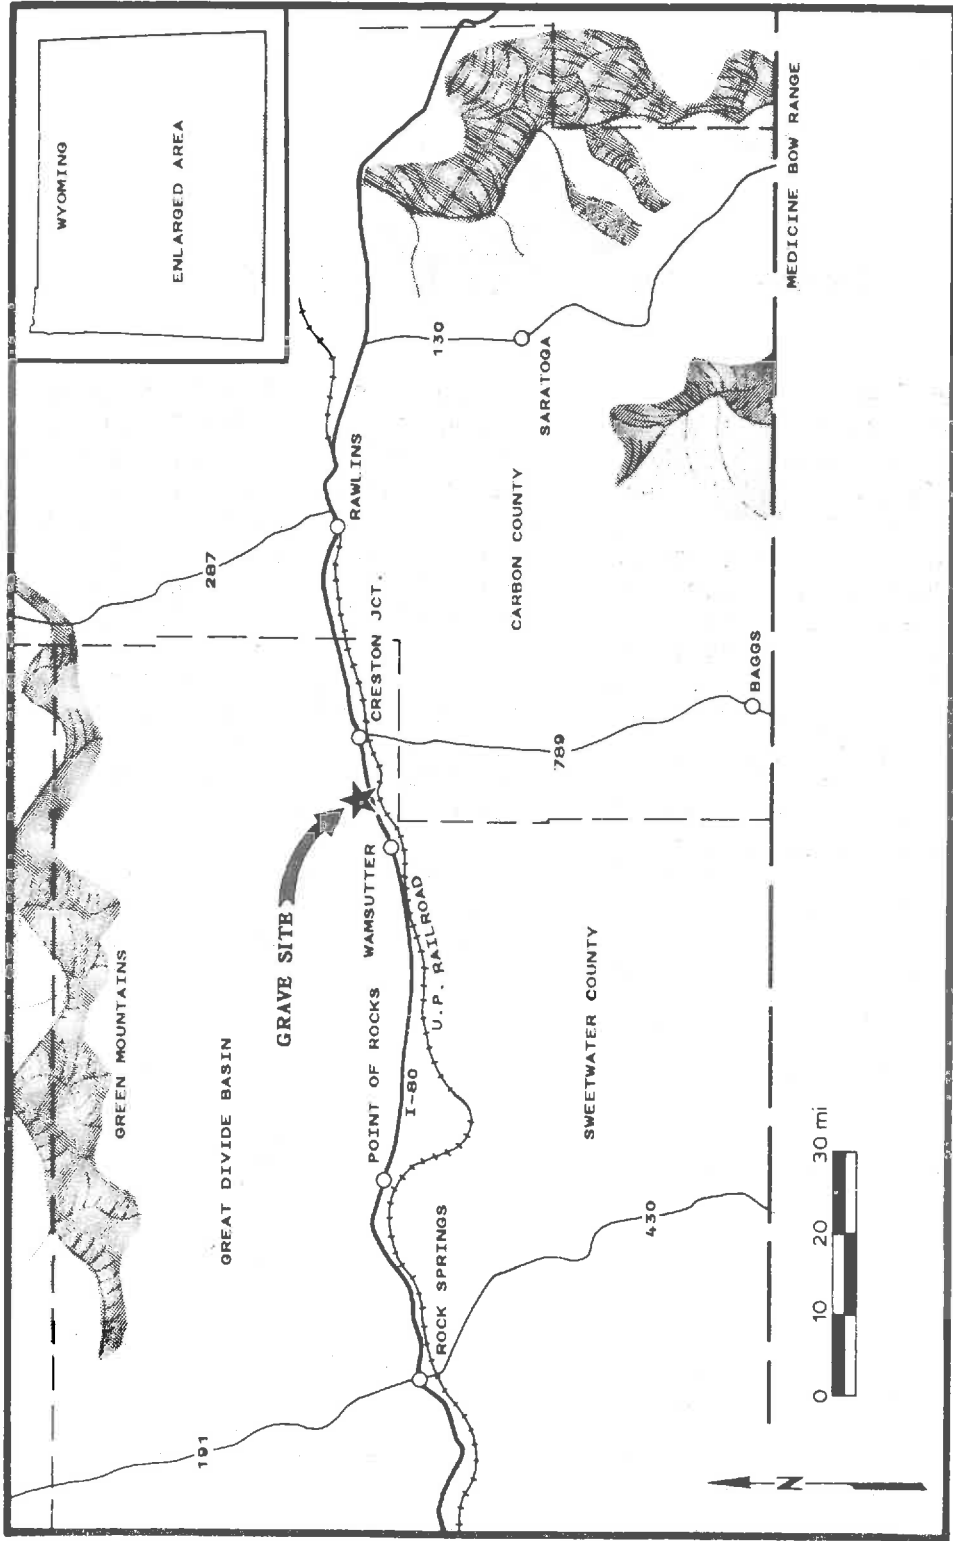 WYOMING
ENLARGED AREA
GREEN MOUNTAINS
287
191
GREAT DIVIDE BASIN
GRAVE SITE
RAWLINS
CRESTON JCT.
WAMSUTTER
POINT OF ROCKS
I-80
U.P. RAILROAD
ROCK SPRINGS
130
SARATOGA
CARBON COUNTY
789
SWEETWATER COUNTY
430
BAGGS
MEDICINE BOW RANGE
N
0 10 20 30 mi